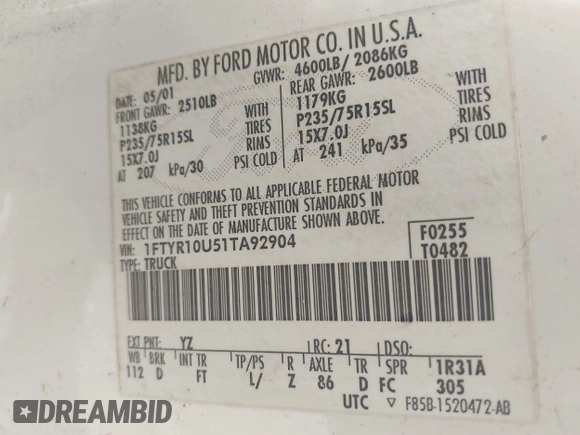 MFD. BY FORD MOTOR CO. IN U.S.A.
DATE: 05/01 GVWR: 4600LB/ 2086KG
FRONT GAWR: 2510LB REAR GAWR: 2600LB
1138KG WITH 1179KG WITH
P235/75R15SL TIRES P235/75R15SL TIRES
15X7.0J RIMS 15X7.0J RIMS
AT 207 kPa/30 PSI COLD AT 241 kPa/35 PSI COLD
THIS VEHICLE CONFORMS TO ALL APPLICABLE FEDERAL MOTOR
VEHICLE SAFETY AND THEFT PREVENTION STANDARDS IN EFFECT ON THE
DATE OF MANUFACTURE SHOWN ABOVE.
VIN: 1FTYR10U51TA92904 F0255
TYPE: TRUCK T0482
EXT PNT: YZ RC: 21 DSO:
WB BRK INT TR TP/PS R AXLE TR SPR 1R31A
112 D FT L/ Z 86 D FC 305
UTC ▽ F85B-1520472-AB
DREAMBID